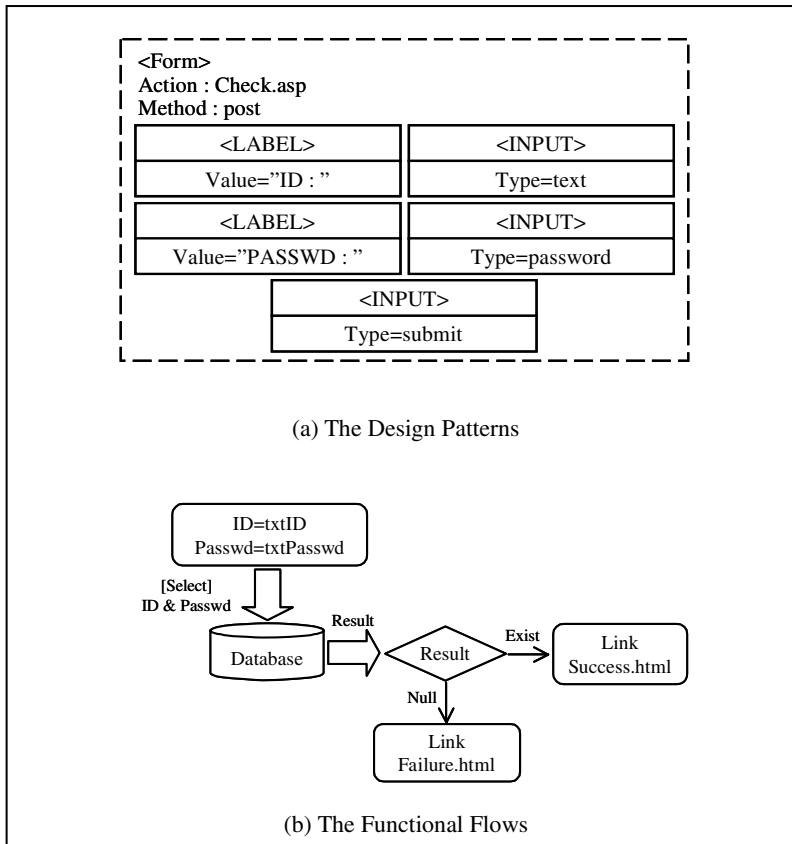 <Form>
Action : Check.asp
Method : post
<LABEL>
<INPUT>
Value=”ID : ”
Type=text
<LABEL>
<INPUT>
Value=”PASSWD : ”
Type=password
<INPUT>
Type=submit
(a) The Design Patterns
ID=txtID
Passwd=txtPasswd
[Select]
ID & Passwd
Database
Result
Result
Exist
Link
Success.html
Null
Link
Failure.html
(b) The Functional Flows